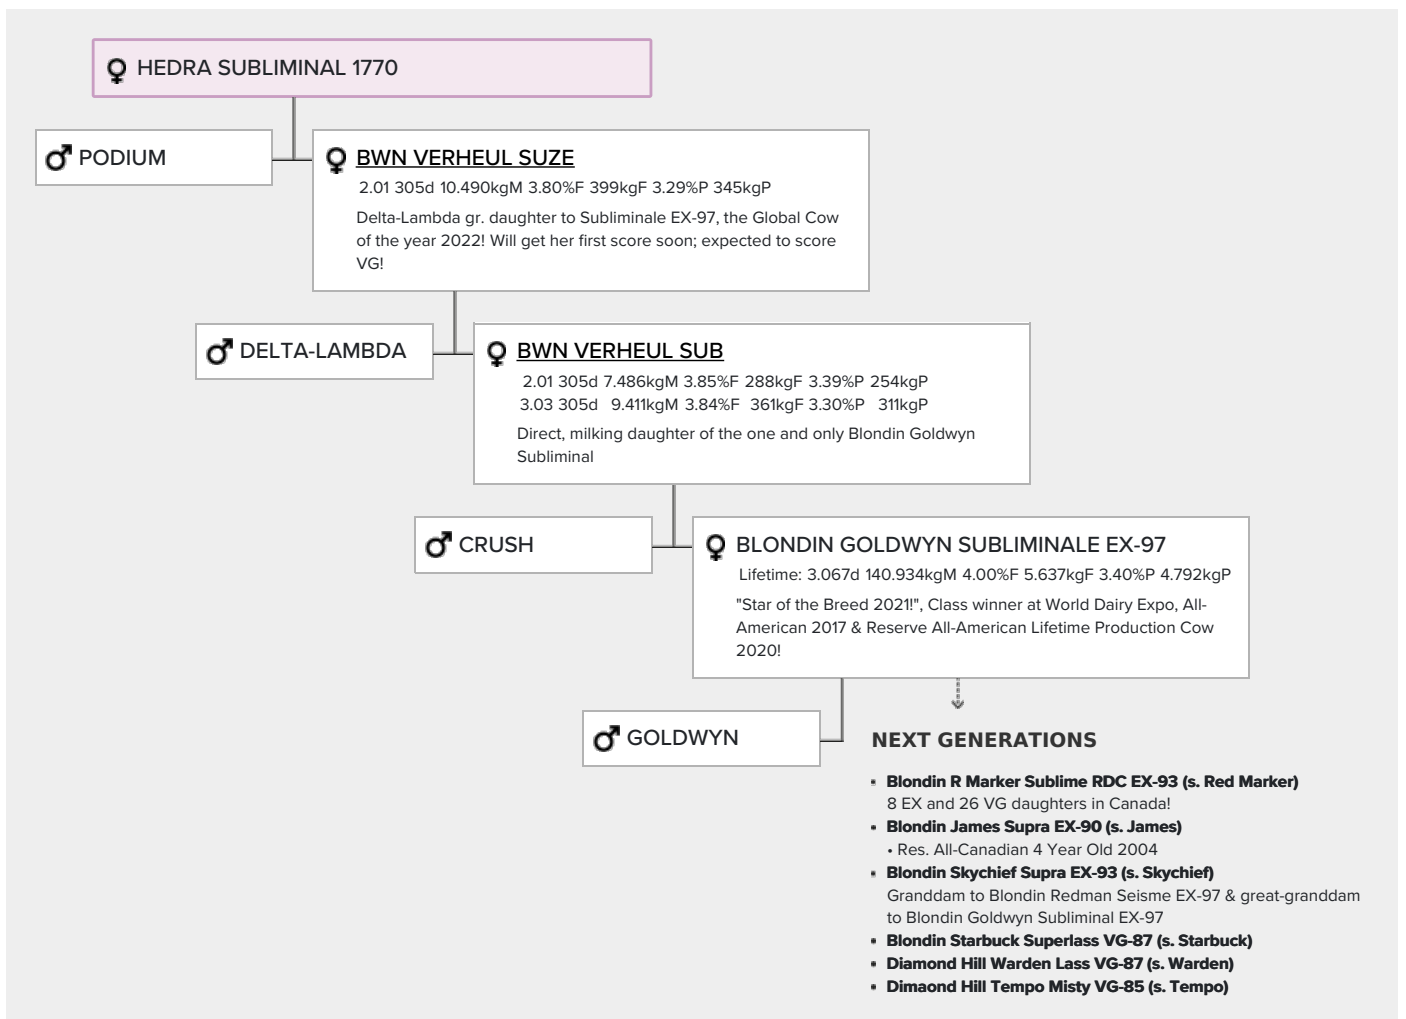 HEDRA SUBLIMINAL 1770
PODIUM
BWN VERHEUL SUZE
2.01 305d 10.490kgM 3.80%F 399kgF 3.29%P 345kgP
Delta-Lambda gr. daughter to Subliminale EX-97, the Global Cow
of the year 2022! Will get her first score soon; expected to score
VG!
DELTA-LAMBDA
BWN VERHEUL SUB
2.01 305d 7.486kgM 3.85%F 288kgF 3.39%P 254kgP
3.03 305d 9.411kgM 3.84%F 361kgF 3.30%P 311kgP
Direct, milking daughter of the one and only Blondin Goldwyn
Subliminal
CRUSH
BLONDIN GOLDWYN SUBLIMINALE EX-97
Lifetime: 3.067d 140.934kgM 4.00%F 5.637kgF 3.40%P 4.792kgP
"Star of the Breed 2021!", Class winner at World Dairy Expo, All-
American 2017 & Reserve All-American Lifetime Production Cow
2020!
GOLDWYN
NEXT GENERATIONS
▪ Blondin R Marker Sublime RDC EX-93 (s. Red Marker)
8 EX and 26 VG daughters in Canada!
▪ Blondin James Supra EX-90 (s. James)
• Res. All-Canadian 4 Year Old 2004
▪ Blondin Skychief Supra EX-93 (s. Skychief)
Granddam to Blondin Redman Seisme EX-97 & great-granddam
to Blondin Goldwyn Subliminal EX-97
▪ Blondin Starbuck Superlass VG-87 (s. Starbuck)
▪ Diamond Hill Warden Lass VG-87 (s. Warden)
▪ Dimaond Hill Tempo Misty VG-85 (s. Tempo)